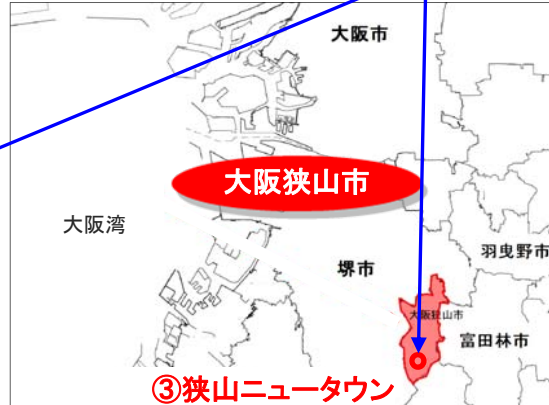 大阪市
大阪狭山市
大阪湾
羽曳野市
堺市
大阪狭山市
富田林市
③狭山ニュータウン